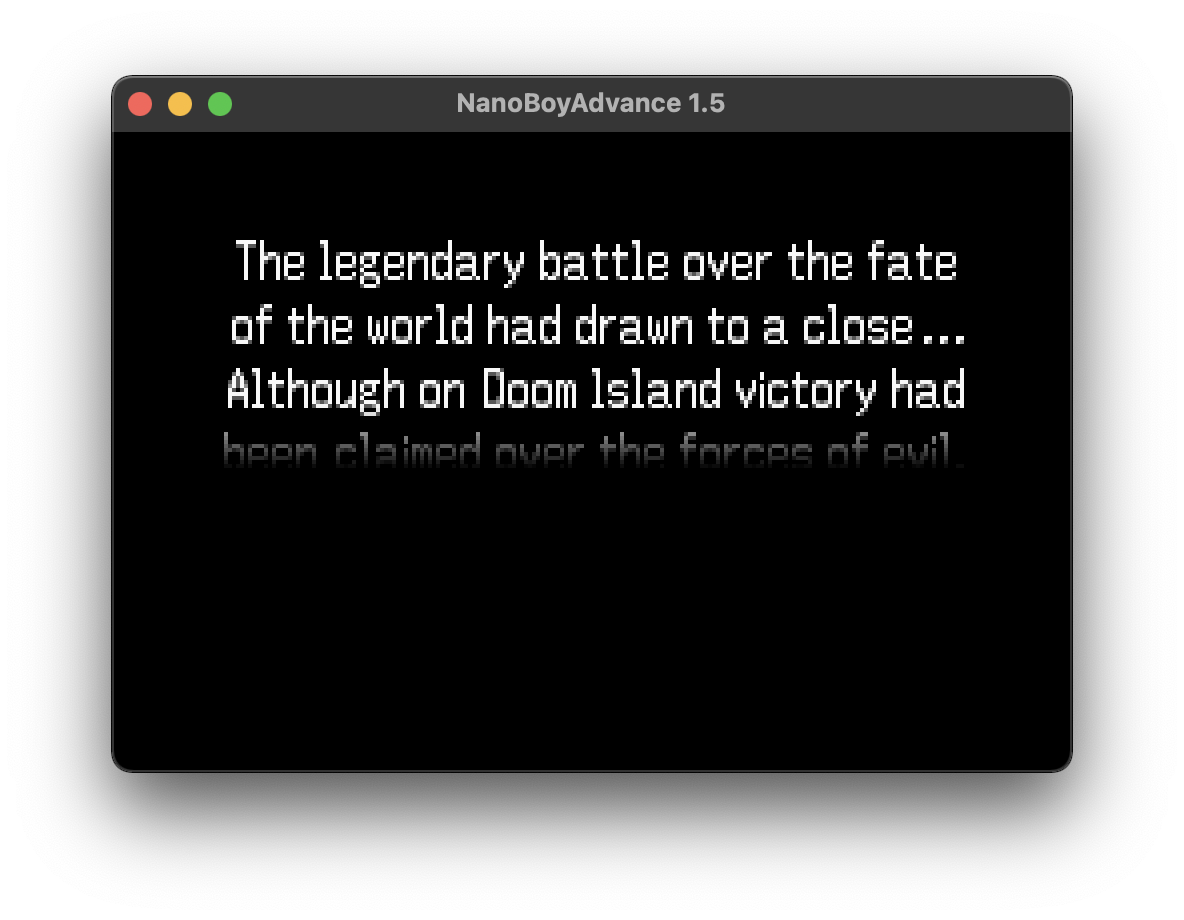 NanoBoyAdvance 1.5
The legendary battle over the fate
of the world had drawn to a close...
Although on Doom Island victory had
been claimed over the forces of evil,